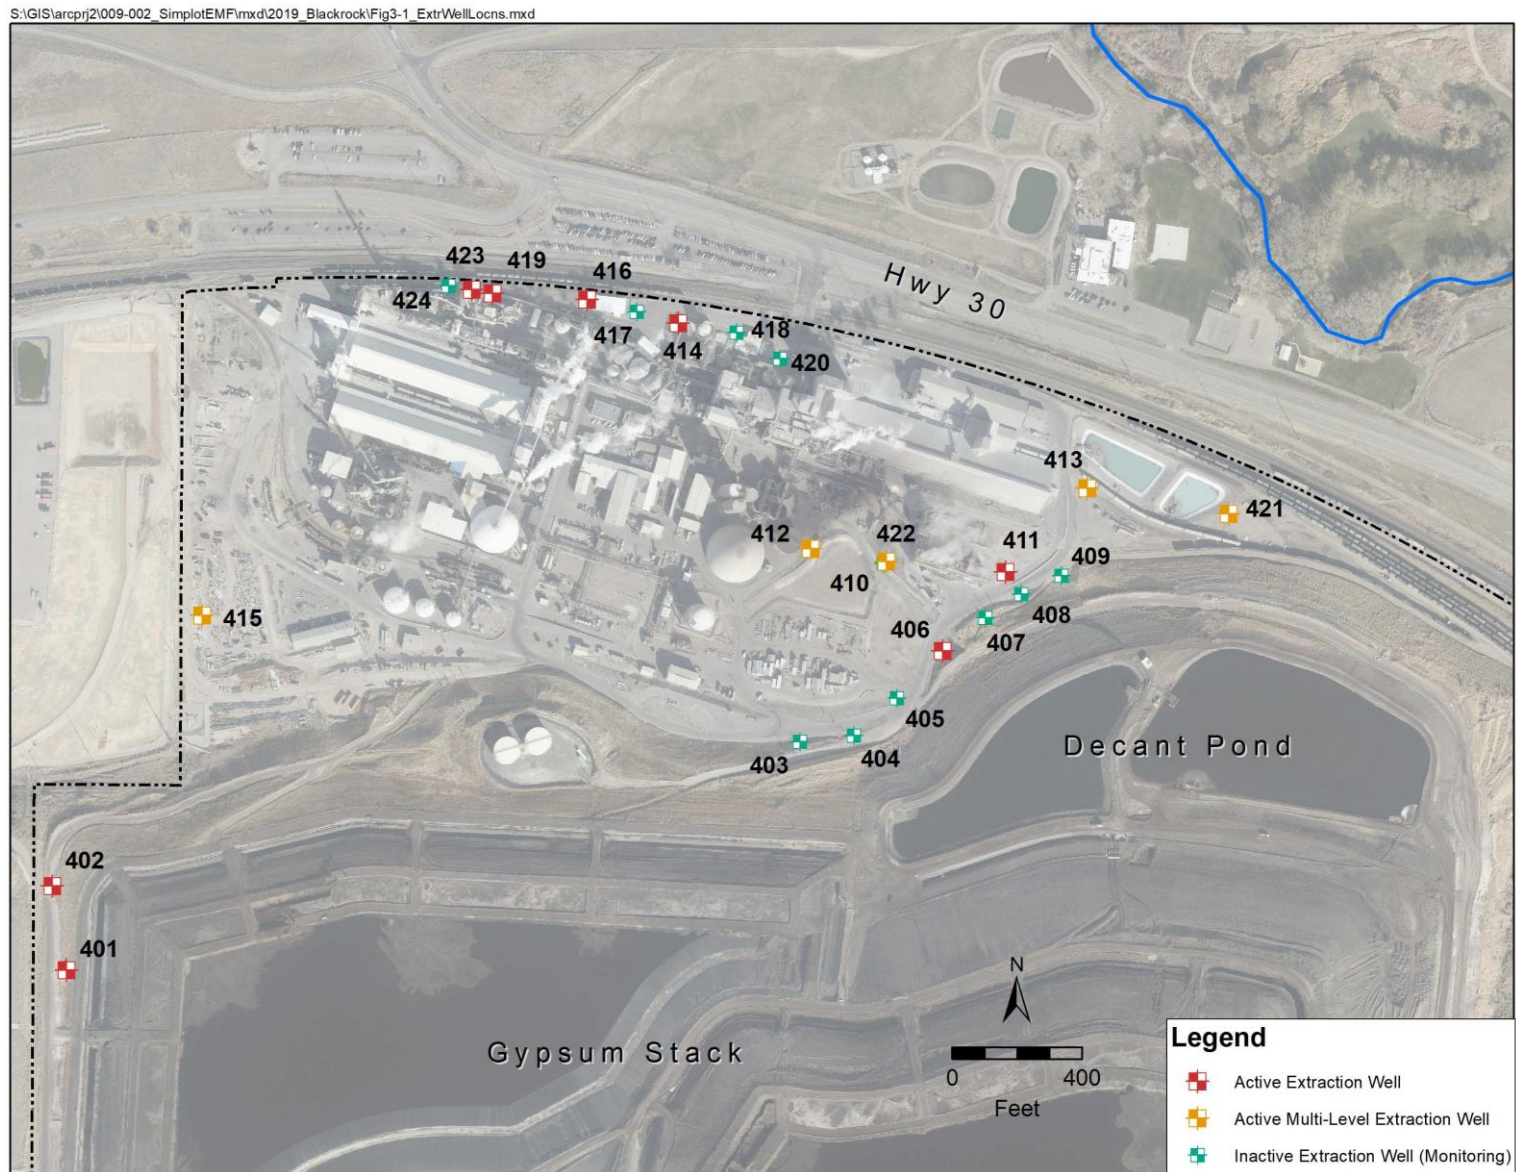 S:\GIS\arcprj2\009-002_SimplotEMF\mxd\2019_Blackrock\Fig3-1_ExtrWellLocns.mxd
Hwy 30
423
419
416
424
417
414
418
420
413
421
412
422
411
409
410
408
415
406
407
405
403
404
Decant Pond
402
401
Gypsum Stack
N
0 400
Feet
Legend
Active Extraction Well
Active Multi-Level Extraction Well
Inactive Extraction Well (Monitoring)